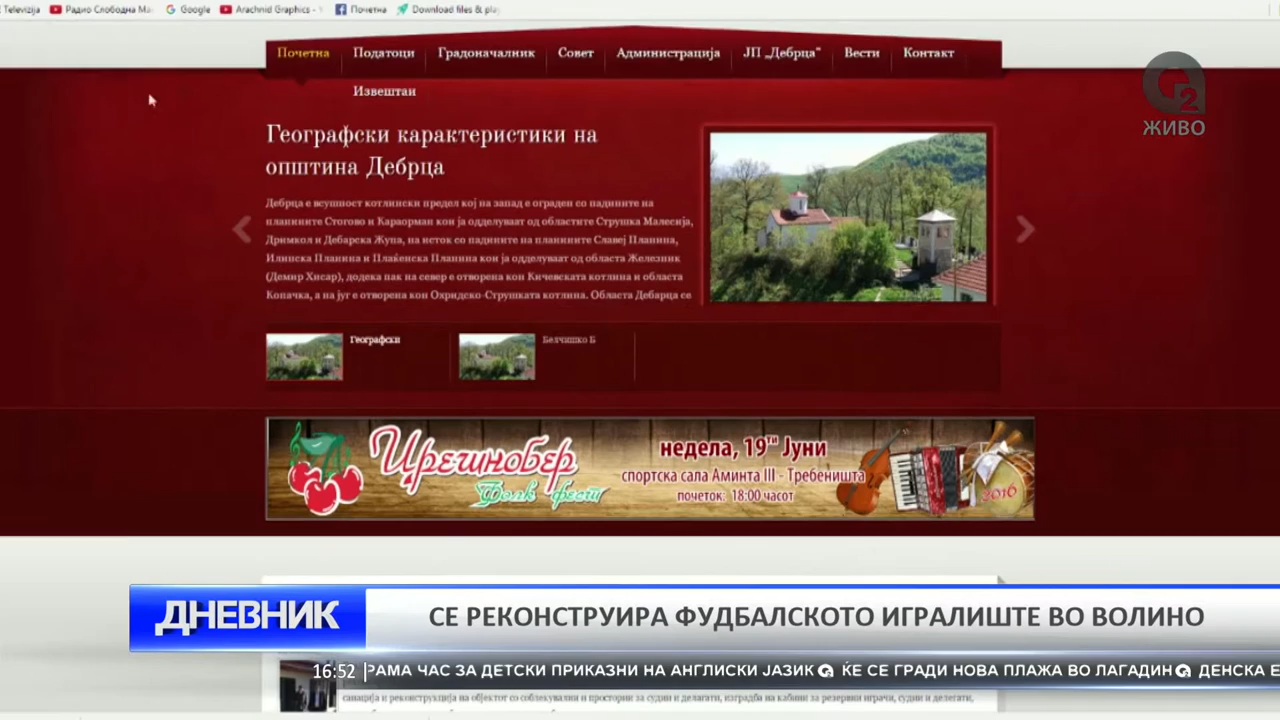 Televizija Радио Слободна Ма Google Arachnid Graphics - Y Почетна Download files & pla
Почетна Податоци Градоначалник Совет Администрација ЈП „Дебрца“ Вести Контакт
Извештаи
2
ЖИВО
Географски карактеристики на
општина Дебрца
Дебрца е всушност котлински предел кој на запад е ограден со падините на
планините Стогово и Караорман кои ја одделуваат од областите Струшка Малесија,
Дримкол и Дебарска Жупа, на исток со падините на планините Славеј Планина,
Илинска Планина и Плаќенска Планина кои ја одделуваат од областа Железник
(Демир Хисар), додека пак на север е отворена кон Кичевската котлина и областа
Копачка, а на југ е отворена кон Охридско-Струшката котлина. Областа Дебарца се
Географски Белчишко Б
Цречнобер
Фолк фест
недела, 19ти Јуни
спортска сала Аминта III - Требеништа
почеток: 18:00 часот
2016
ДНЕВНИК
СЕ РЕКОНСТРУИРА ФУДБАЛСКОТО ИГРАЛИШТЕ ВО ВОЛИНО
16:52 РАМА ЧАС ЗА ДЕТСКИ ПРИКАЗНИ НА АНГЛИСКИ ЈАЗИК ЌЕ СЕ ГРАДИ НОВА ПЛАЖА ВО ЛАГАДИН ДЕНСКА Е
санација и реконструкција на објектот со соблекувални и простории за судии и делагати, изградба на кабини за резервни играчи, судии и делегати,